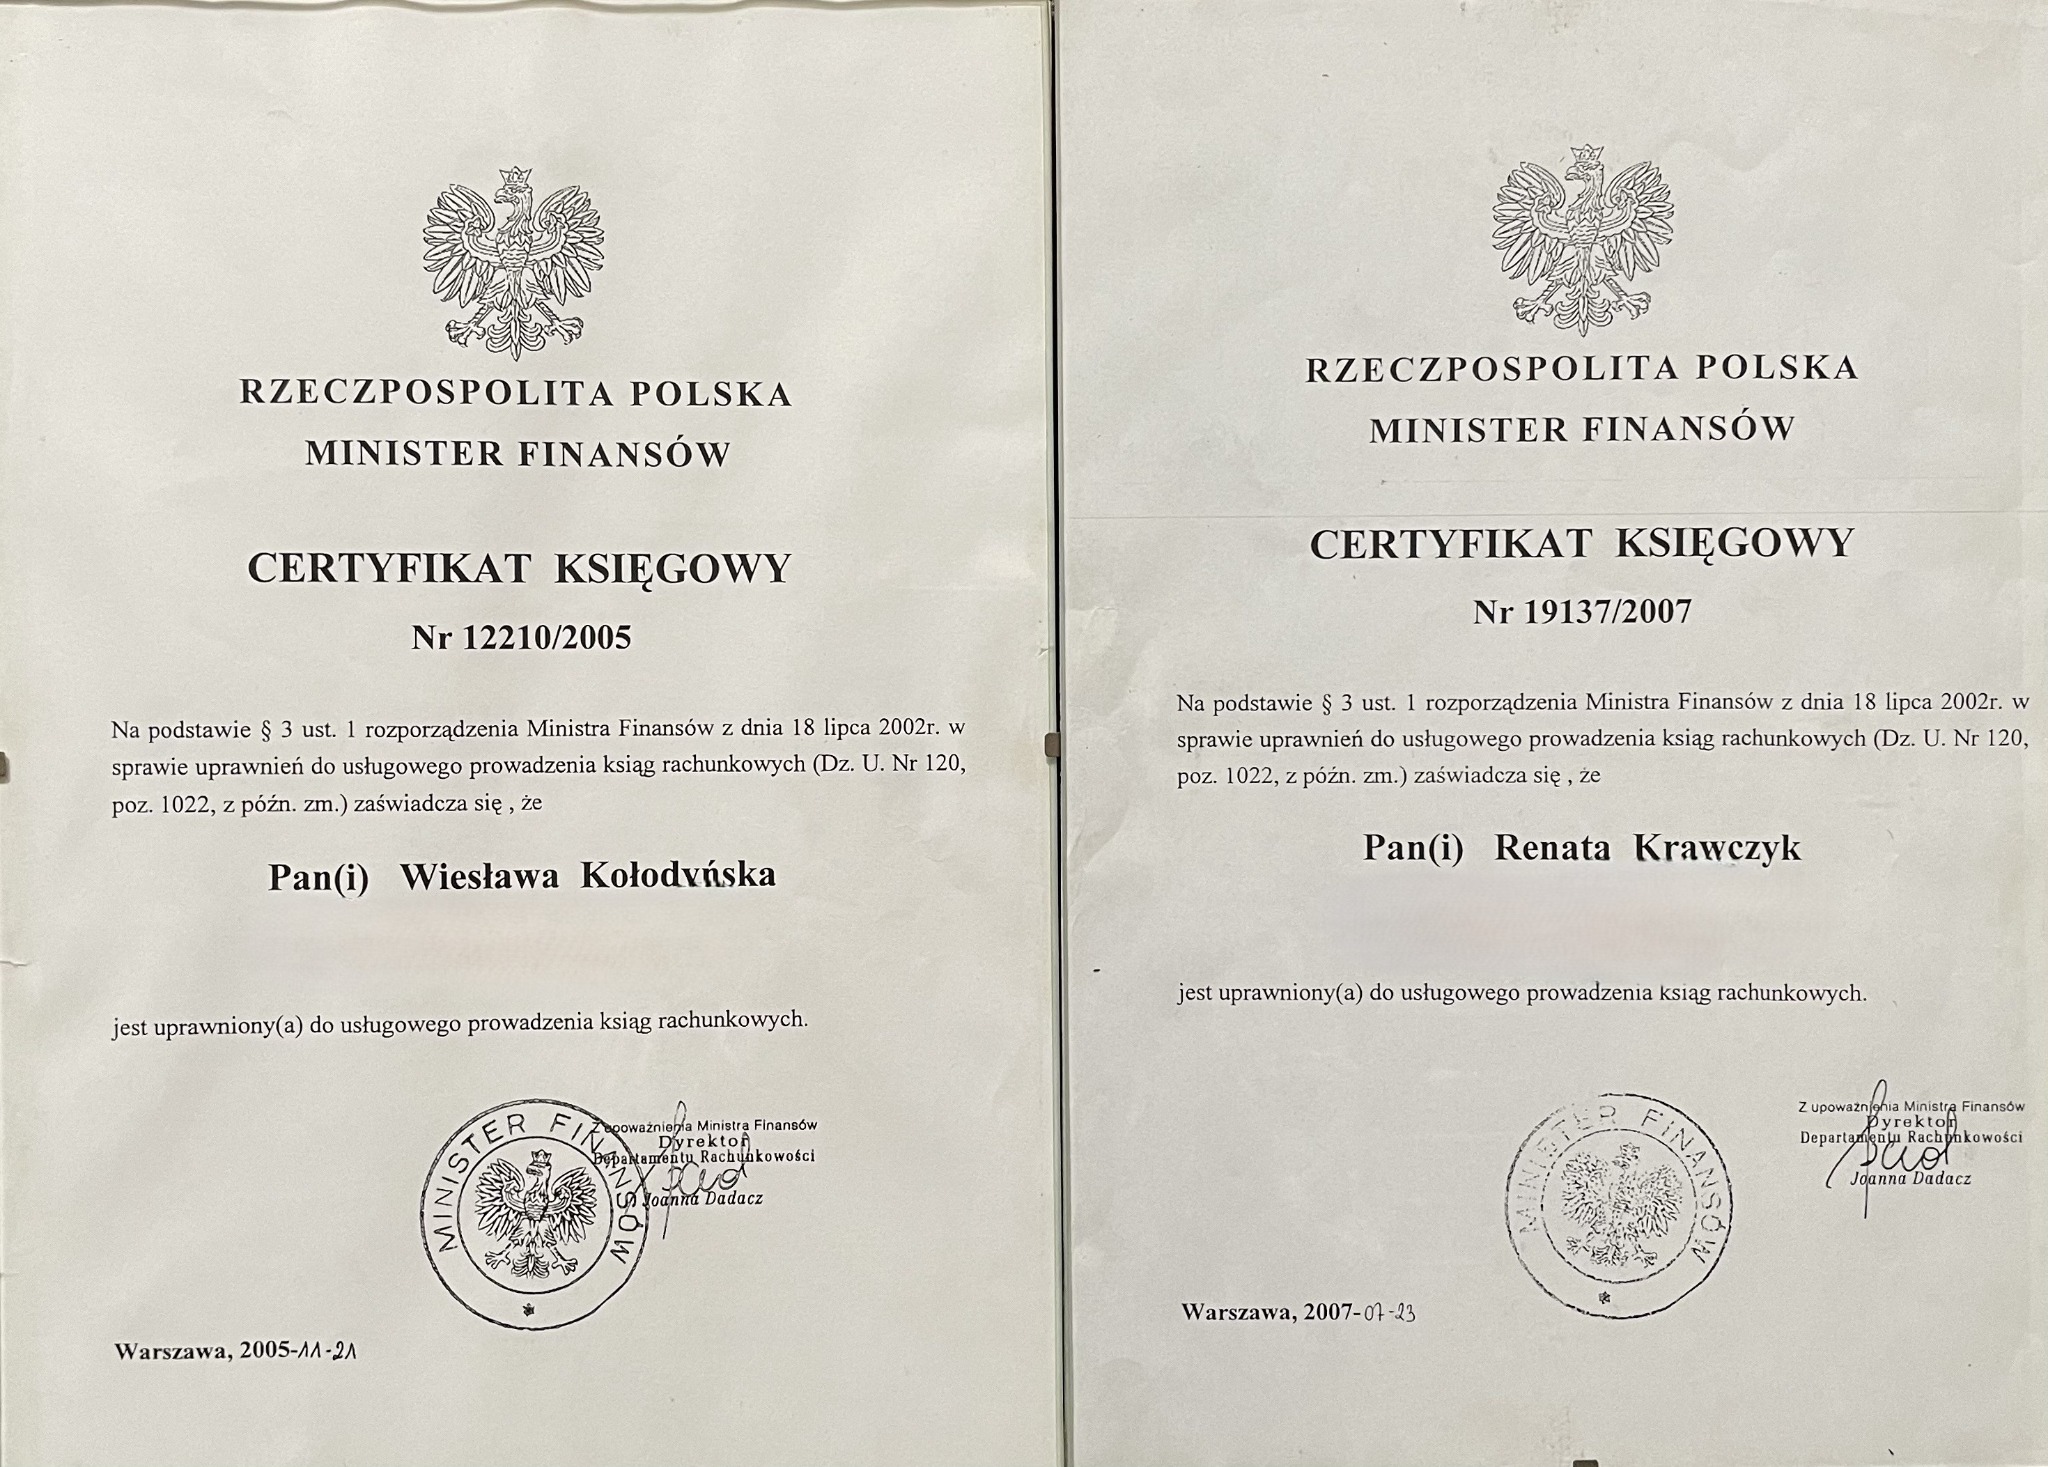 RZECZPOSPOLITA POLSKA
MINISTER FINANSÓW
CERTYFIKAT KSIĘGOWY
Nr 12210/2005
Na podstawie § 3 ust. 1 rozporządzenia Ministra Finansów z dnia 18 lipca 2002r. w
sprawie uprawnień do usługowego prowadzenia ksiąg rachunkowych (Dz. U. Nr 120,
poz. 1022, z późn. zm.) zaświadcza się , że
Pan(i) Wiesława Kołodyńska
jest uprawniony(a) do usługowego prowadzenia ksiąg rachunkowych.
MINISTER FINANSÓW
Z upoważnienia Ministra Finansów
Dyrektor
Departamentu Rachunkowości
Joanna Dadacz
Warszawa, 2005-11-21
RZECZPOSPOLITA POLSKA
MINISTER FINANSÓW
CERTYFIKAT KSIĘGOWY
Nr 19137/2007
Na podstawie § 3 ust. 1 rozporządzenia Ministra Finansów z dnia 18 lipca 2002r. w
sprawie uprawnień do usługowego prowadzenia ksiąg rachunkowych (Dz. U. Nr 120,
poz. 1022, z późn. zm.) zaświadcza się , że
Pan(i) Renata Krawczyk
jest uprawniony(a) do usługowego prowadzenia ksiąg rachunkowych.
Z upoważnienia Ministra Finansów
Dyrektor
Departamentu Rachunkowości
Joanna Dadacz
MINISTER FINANSÓW
Warszawa, 2007-07-23